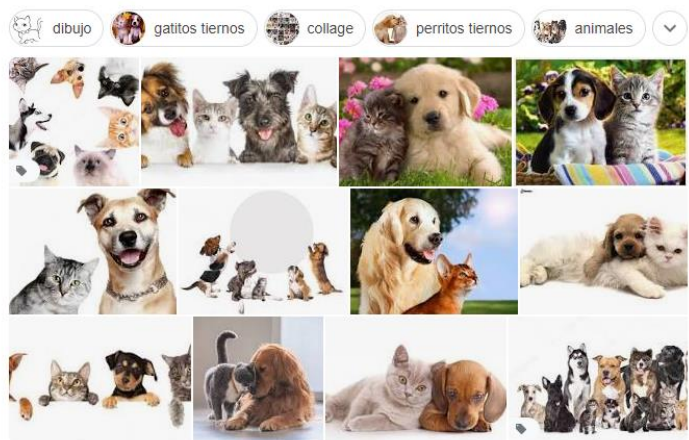 dibujo
gatitos tiernos
collage
perritos tiernos
animales